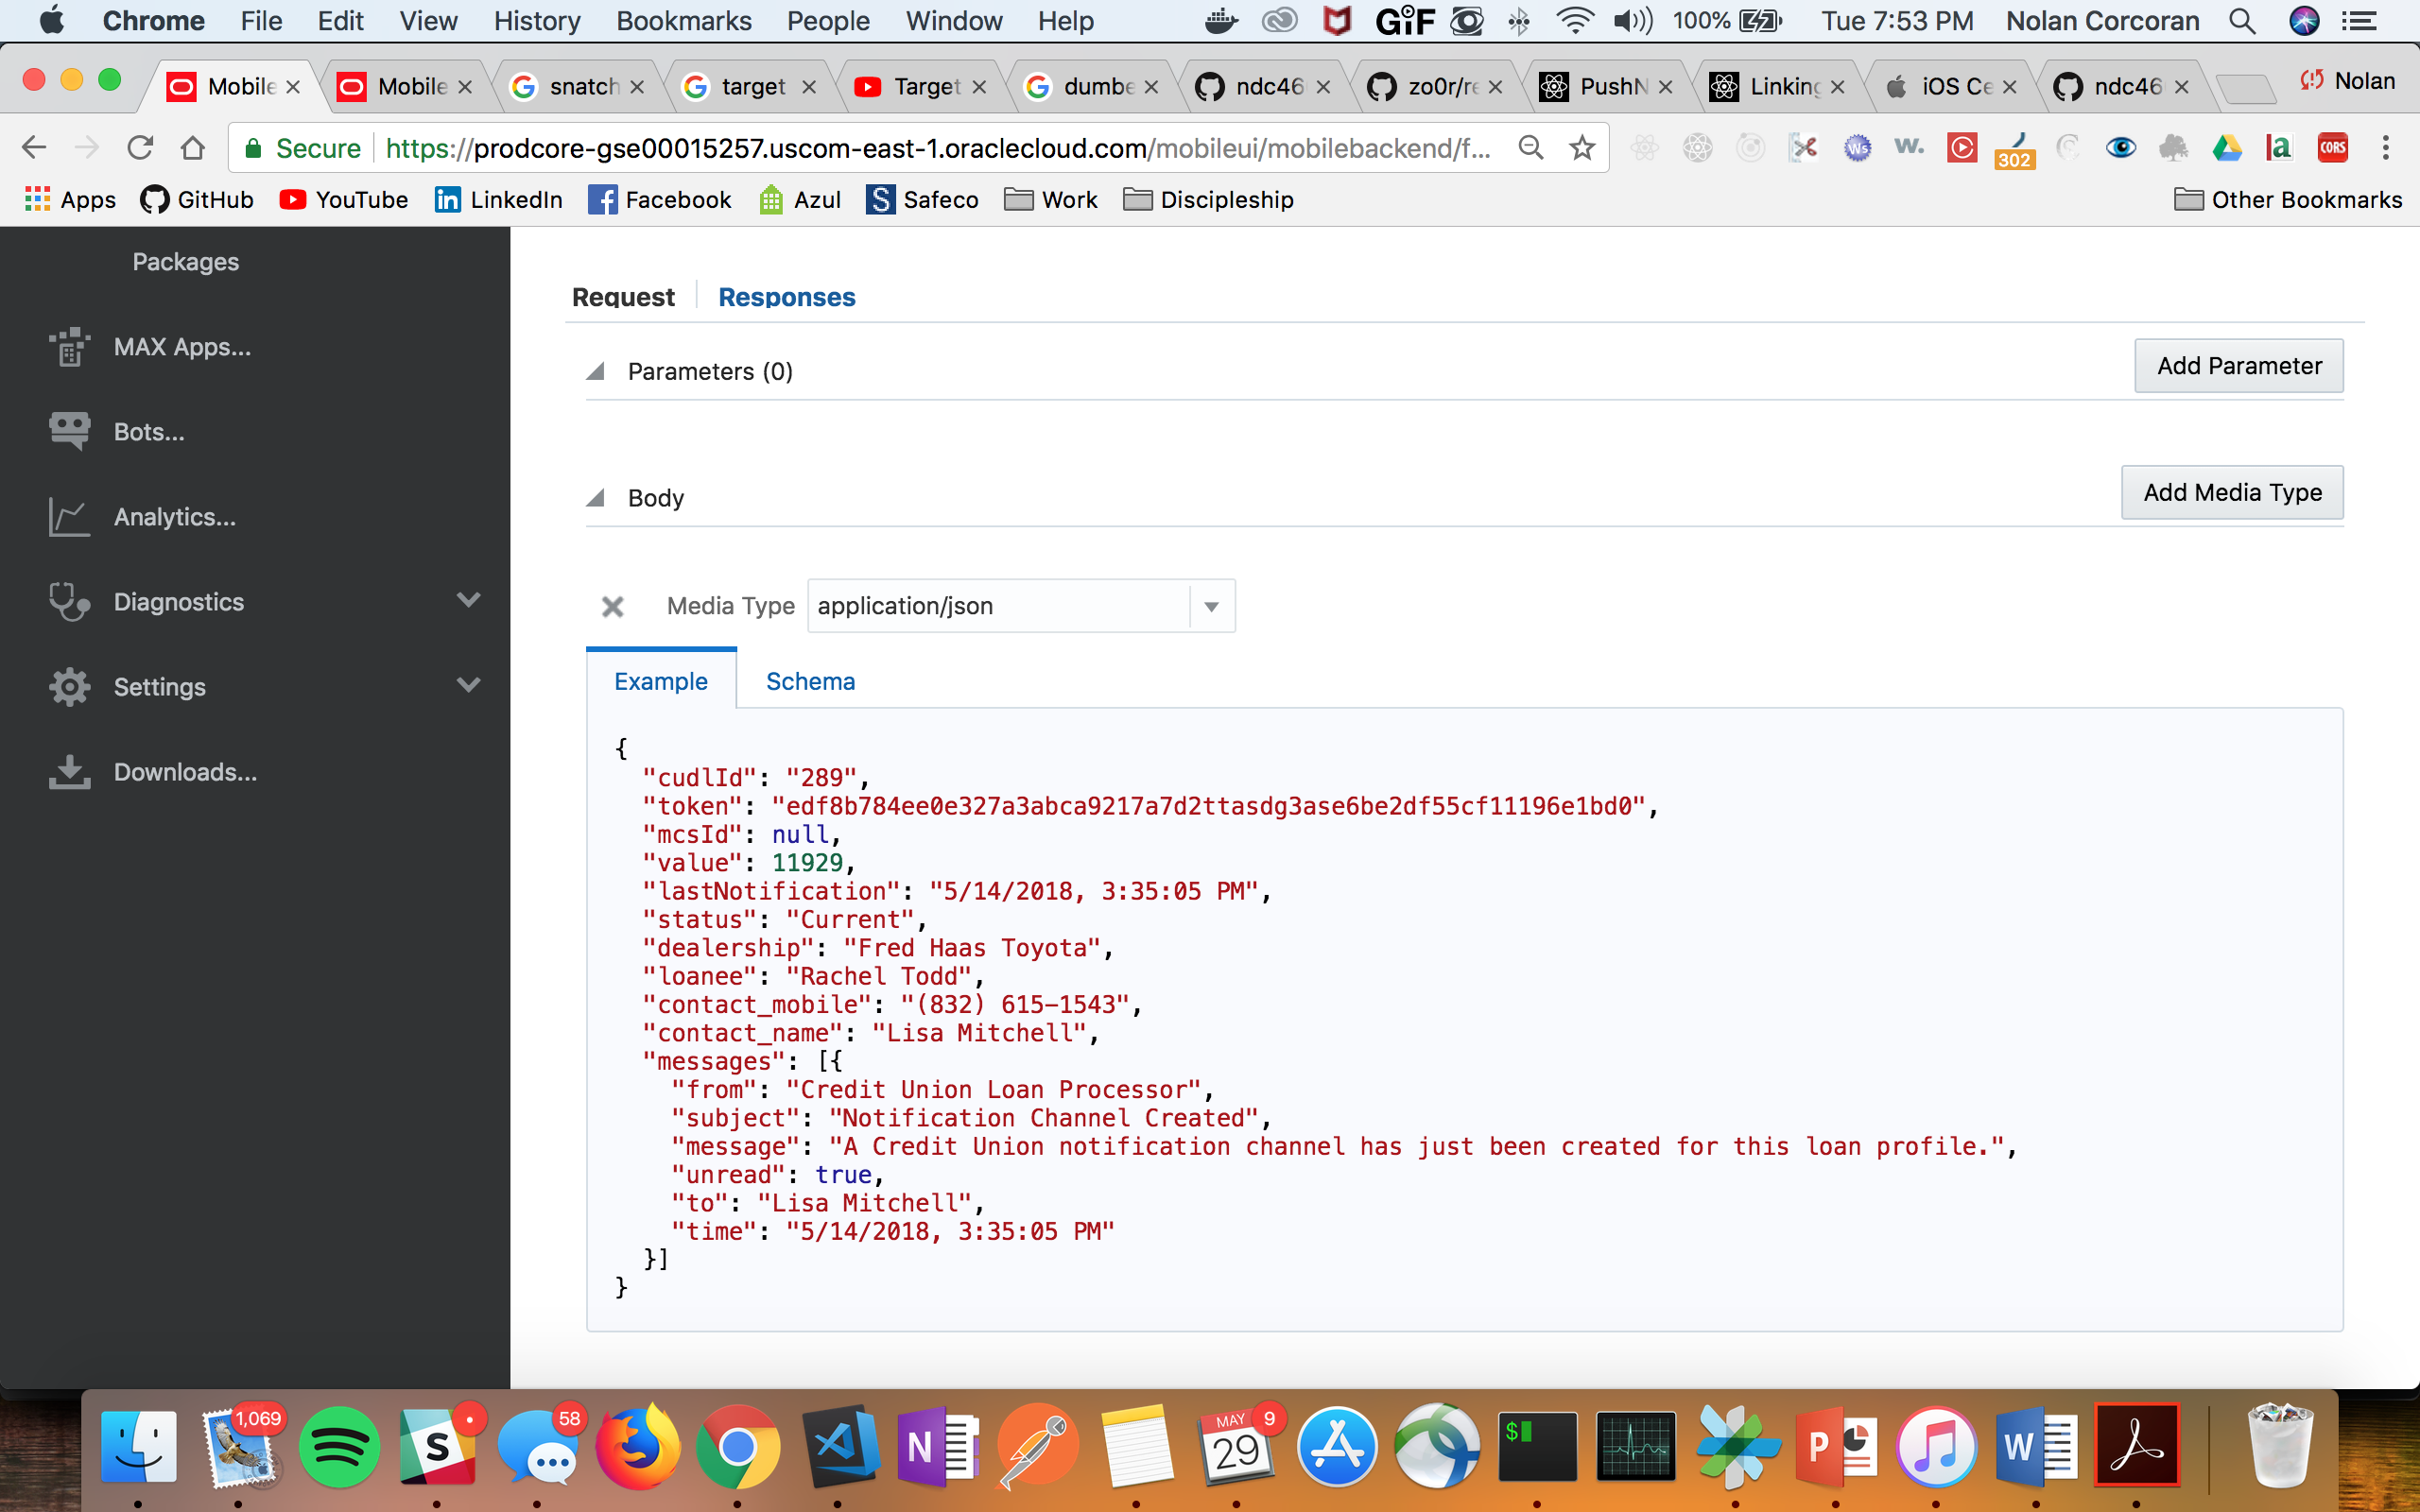 Chrome File Edit View History Bookmarks People Window Help GIF 100% Tue 7:53 PM Nolan Corcoran
Mobile Mobile snatch target Target dumbe ndc46 zo0r/re PushN Linking iOS Ce ndc46 Nolan
Secure https://prodcore-gse00015257.uscom-east-1.oraclecloud.com/mobileui/mobilebackend/f... Ws w. 302 la CORS
Apps GitHub YouTube LinkedIn Facebook Azul S Safeco Work Discipleship Other Bookmarks
Packages
MAX Apps...
Bots...
Analytics...
Diagnostics
Settings
Downloads...
Request Responses
Parameters (0) Add Parameter
Body Add Media Type
Media Type application/json
Example Schema
{
"cudlId": "289",
"token": "edf8b784ee0e327a3abca9217a7d2ttasdg3ase6be2df55cf11196e1bd0",
"mcsId": null,
"value": 11929,
"lastNotification": "5/14/2018, 3:35:05 PM",
"status": "Current",
"dealership": "Fred Haas Toyota",
"loanee": "Rachel Todd",
"contact_mobile": "(832) 615-1543",
"contact_name": "Lisa Mitchell",
"messages": [{
"from": "Credit Union Loan Processor",
"subject": "Notification Channel Created",
"message": "A Credit Union notification channel has just been created for this loan profile.",
"unread": true,
"to": "Lisa Mitchell",
"time": "5/14/2018, 3:35:05 PM"
}]
}
1,069 S 58 N MAY 29 9 $ P W